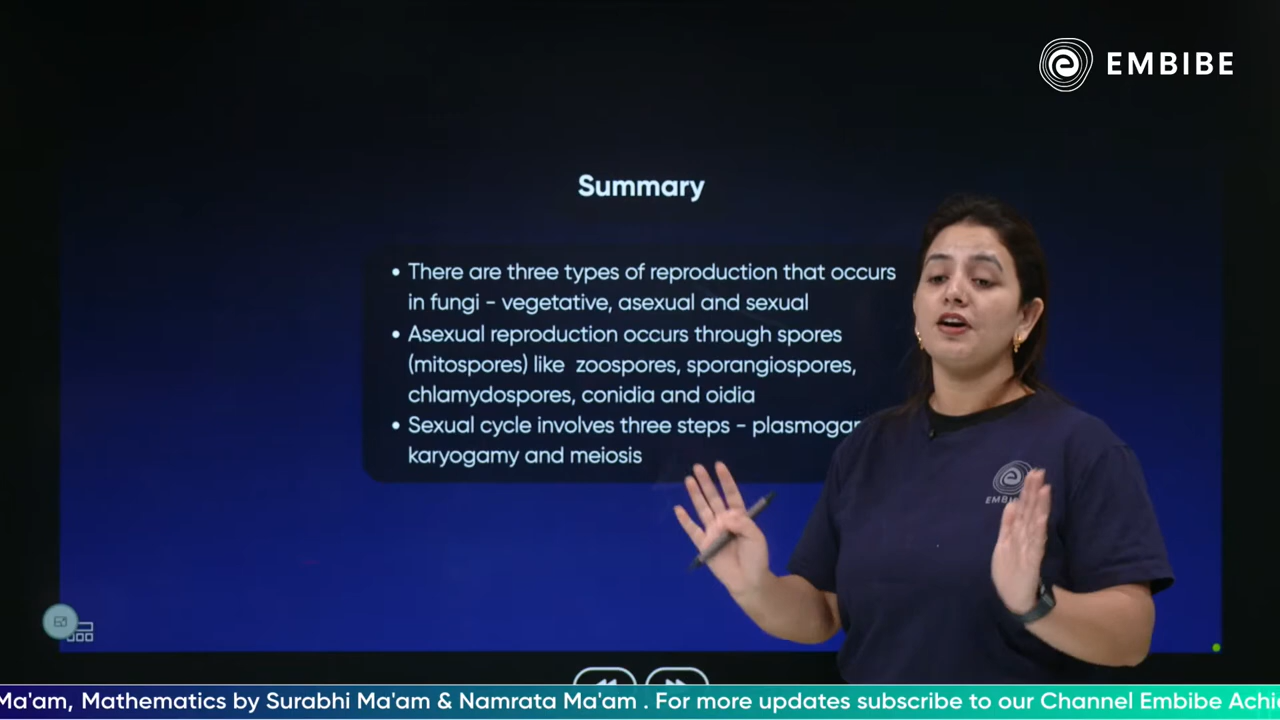 EMBIBE
Summary
• There are three types of reproduction that occurs
in fungi - vegetative, asexual and sexual
• Asexual reproduction occurs through spores
(mitospores) like zoospores, sporangiospores,
chlamydospores, conidia and oidia
• Sexual cycle involves three steps - plasmogam
karyogamy and meiosis
Ma'am, Mathematics by Surabhi Ma'am & Namrata Ma'am . For more updates subscribe to our Channel Embibe Achi